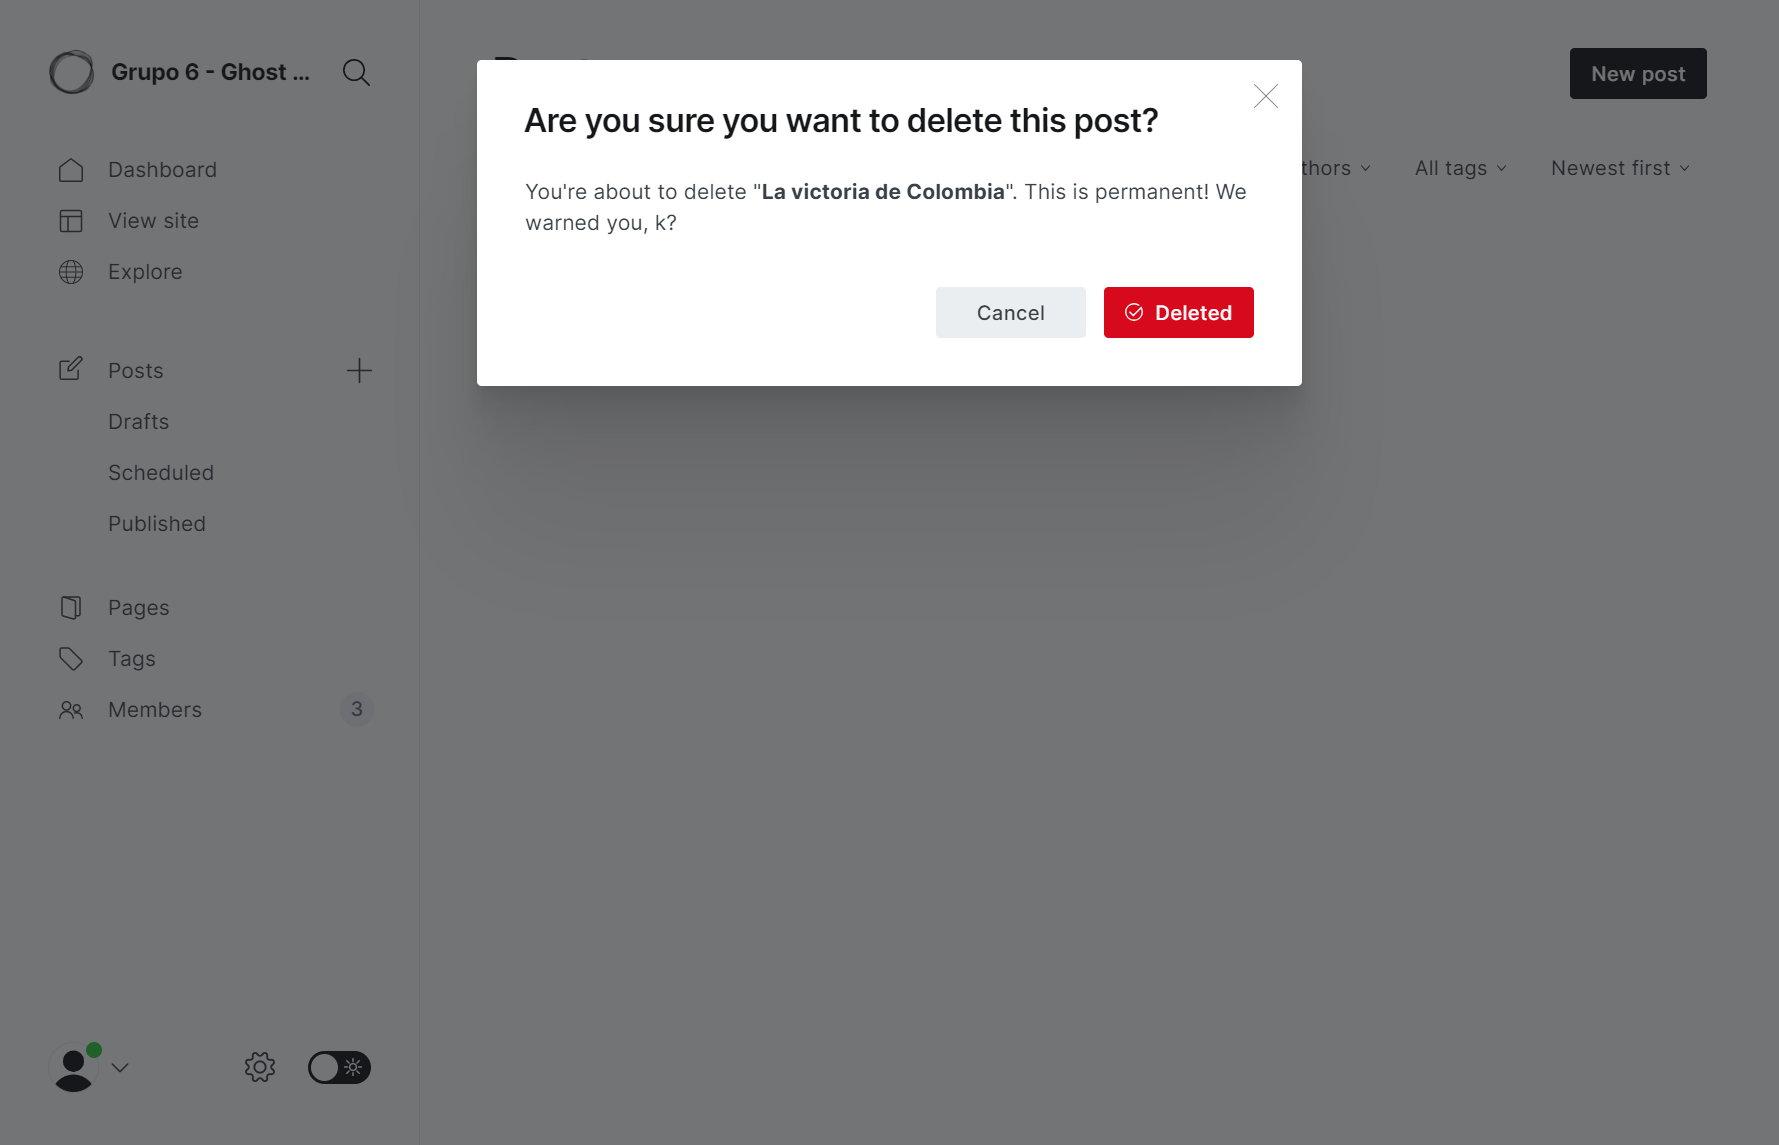 Grupo 6 - Ghost ...
New post
Are you sure you want to delete this post?
You're about to delete "La victoria de Colombia". This is permanent! We
warned you, k?
Cancel
Deleted
thors
All tags
Newest first
Dashboard
View site
Explore
Posts
Drafts
Scheduled
Published
Pages
Tags
Members
3